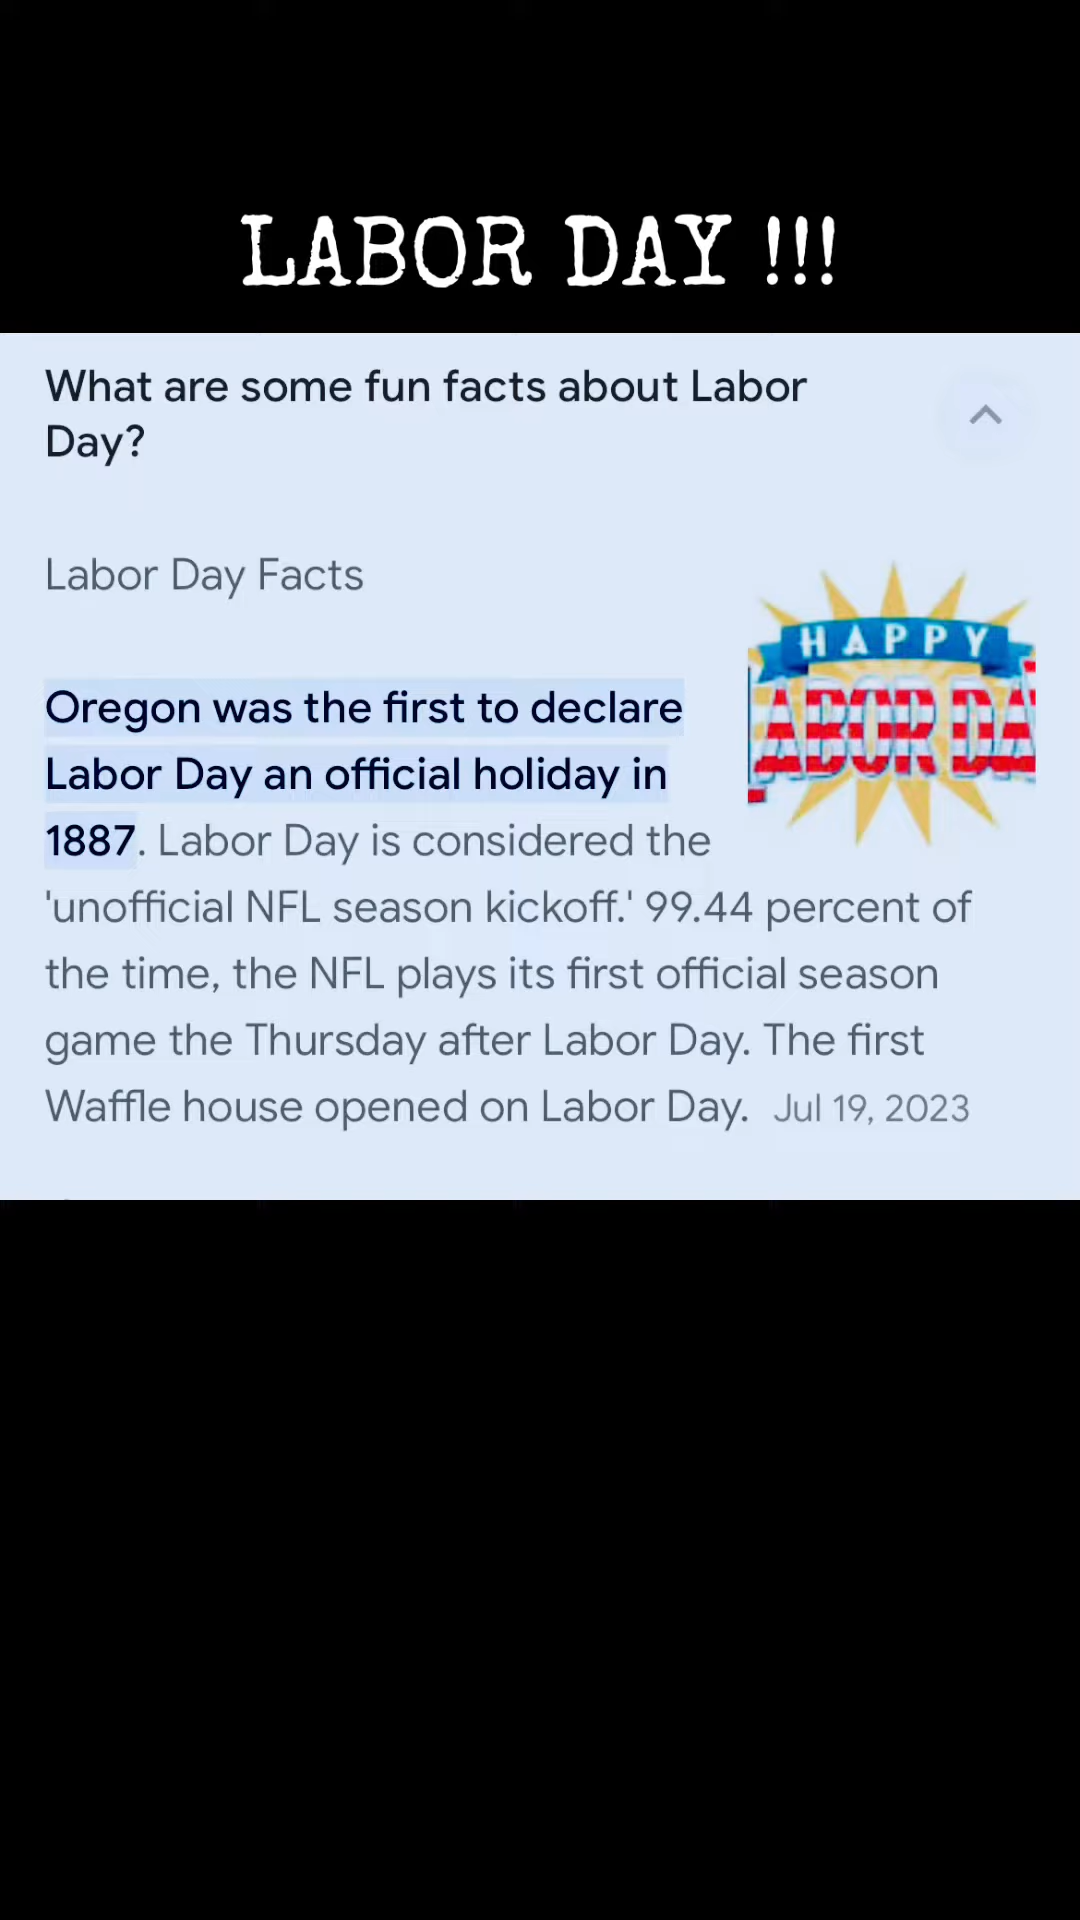 LABOR DAY !!!
What are some fun facts about Labor
Day?
Labor Day Facts
HAPPY
LABOR DA
Oregon was the first to declare
Labor Day an official holiday in
1887. Labor Day is considered the
'unofficial NFL season kickoff.' 99.44 percent of
the time, the NFL plays its first official season
game the Thursday after Labor Day. The first
Waffle house opened on Labor Day. Jul 19, 2023